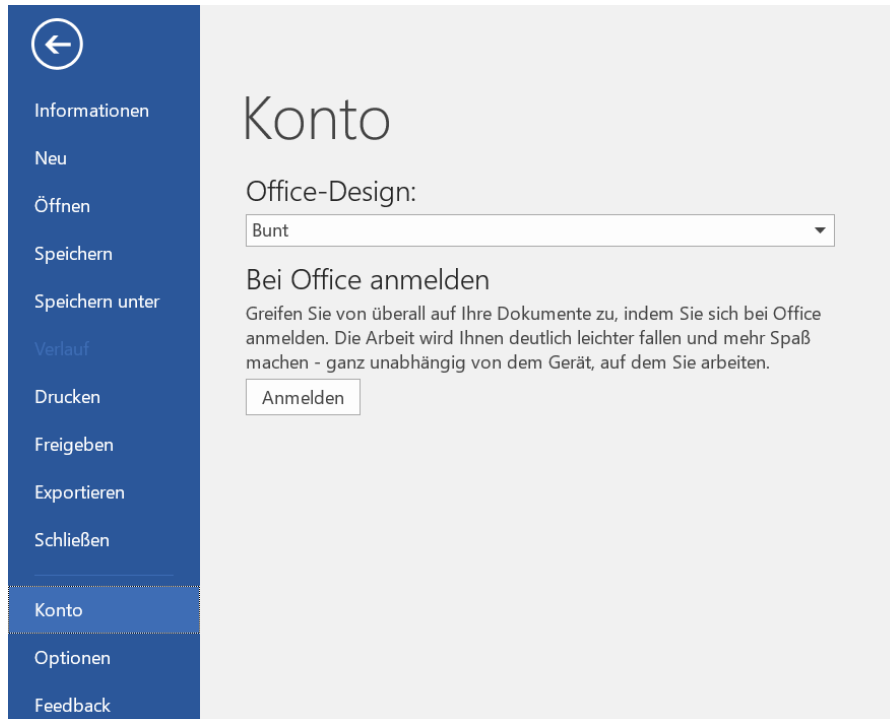 Informationen
Neu
Öffnen
Speichern
Speichern unter
Verlauf
Drucken
Freigeben
Exportieren
Schließen
Konto
Optionen
Feedback
Konto
Office-Design:
Bunt
Bei Office anmelden
Greifen Sie von überall auf Ihre Dokumente zu, indem Sie sich bei Office
anmelden. Die Arbeit wird Ihnen deutlich leichter fallen und mehr Spaß
machen - ganz unabhängig von dem Gerät, auf dem Sie arbeiten.
Anmelden